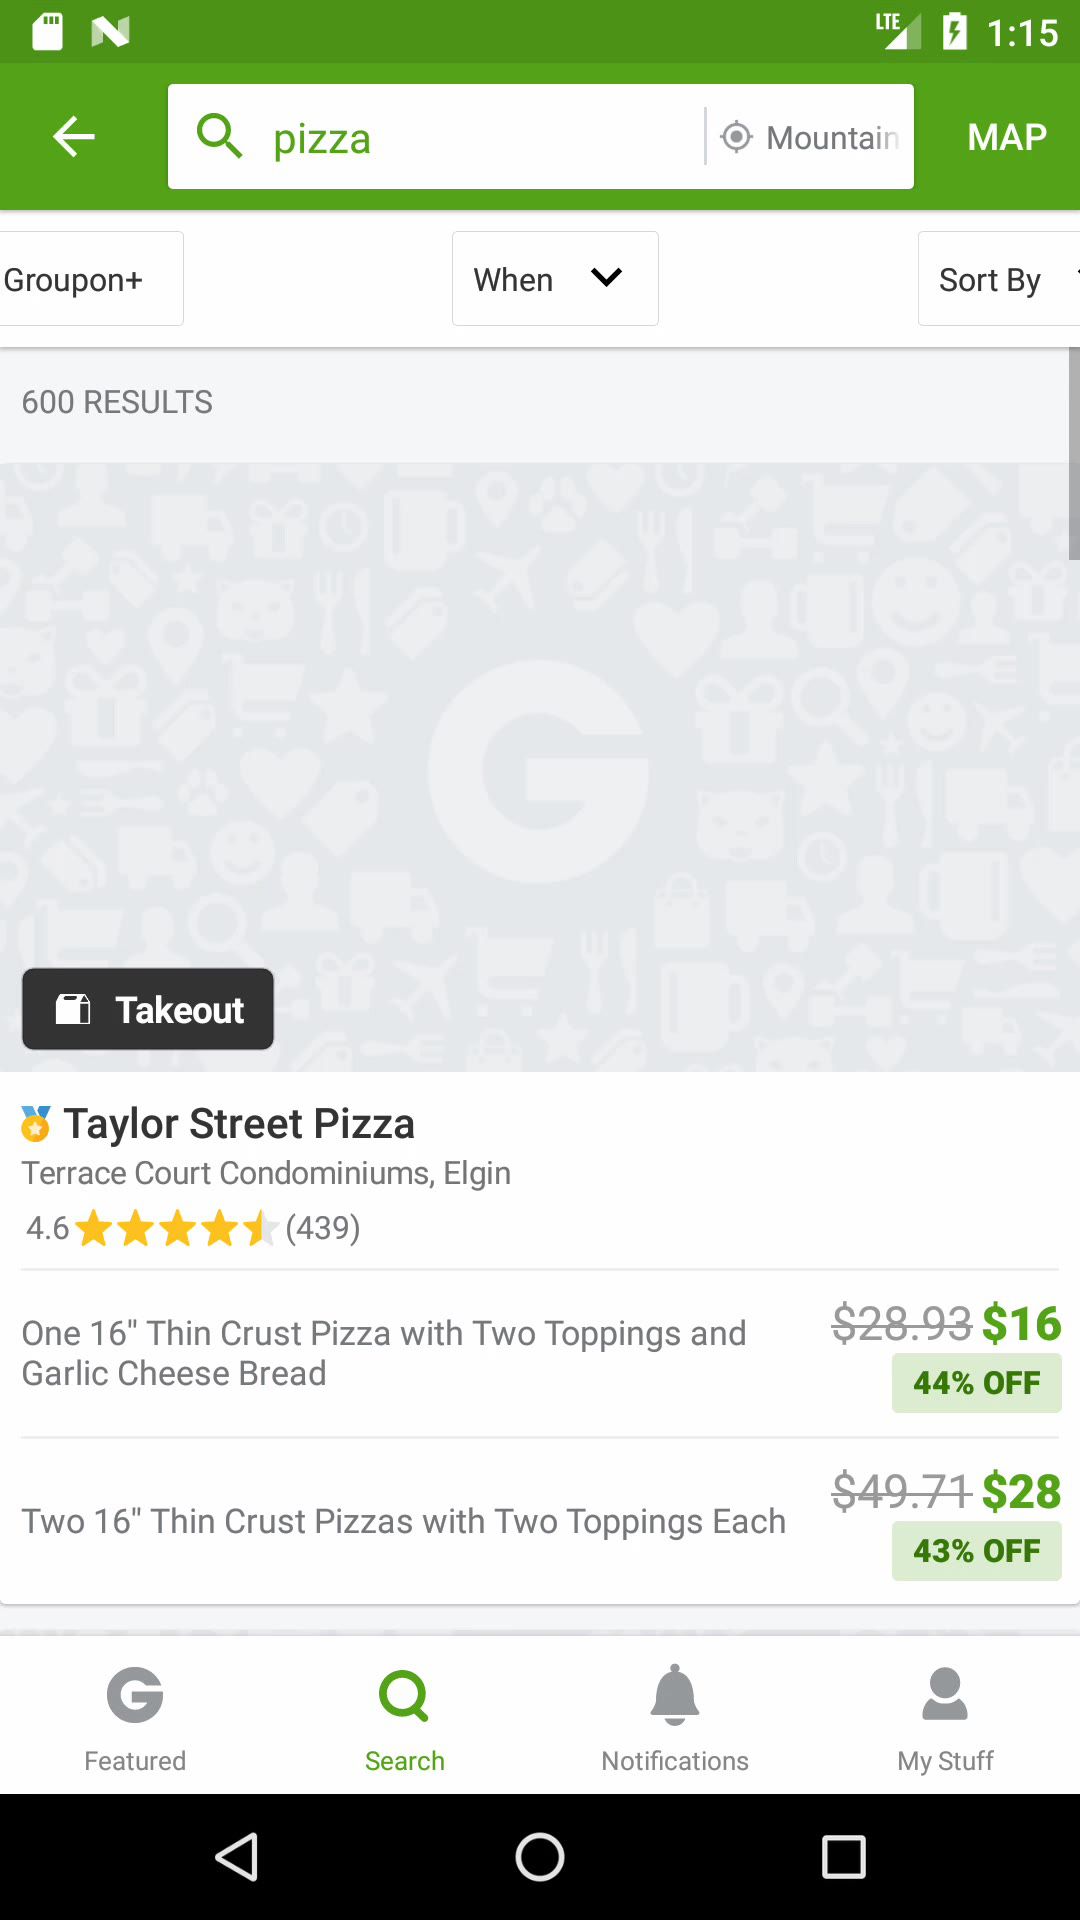 LTE 1:15
pizza Mountain MAP
Groupon+ When Sort By
600 RESULTS
G
Takeout
Taylor Street Pizza
Terrace Court Condominiums, Elgin
4.6 (439)
One 16" Thin Crust Pizza with Two Toppings and
Garlic Cheese Bread
$28.93 $16
44% OFF
Two 16" Thin Crust Pizzas with Two Toppings Each
$49.71 $28
43% OFF
G
Featured Search Notifications My Stuff